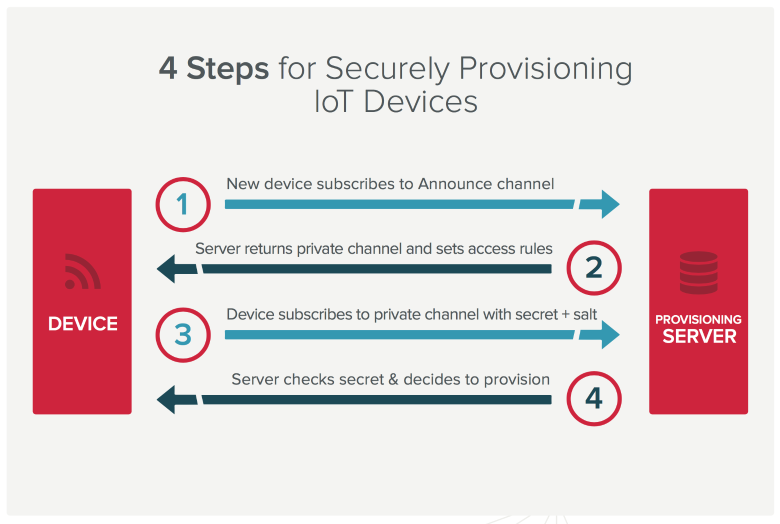 4 Steps for Securely Provisioning
IoT Devices
1
New device subscribes to Announce channel
Server returns private channel and sets access rules
2
DEVICE
3
Device subscribes to private channel with secret + salt
PROVISIONING
SERVER
Server checks secret & decides to provision
4